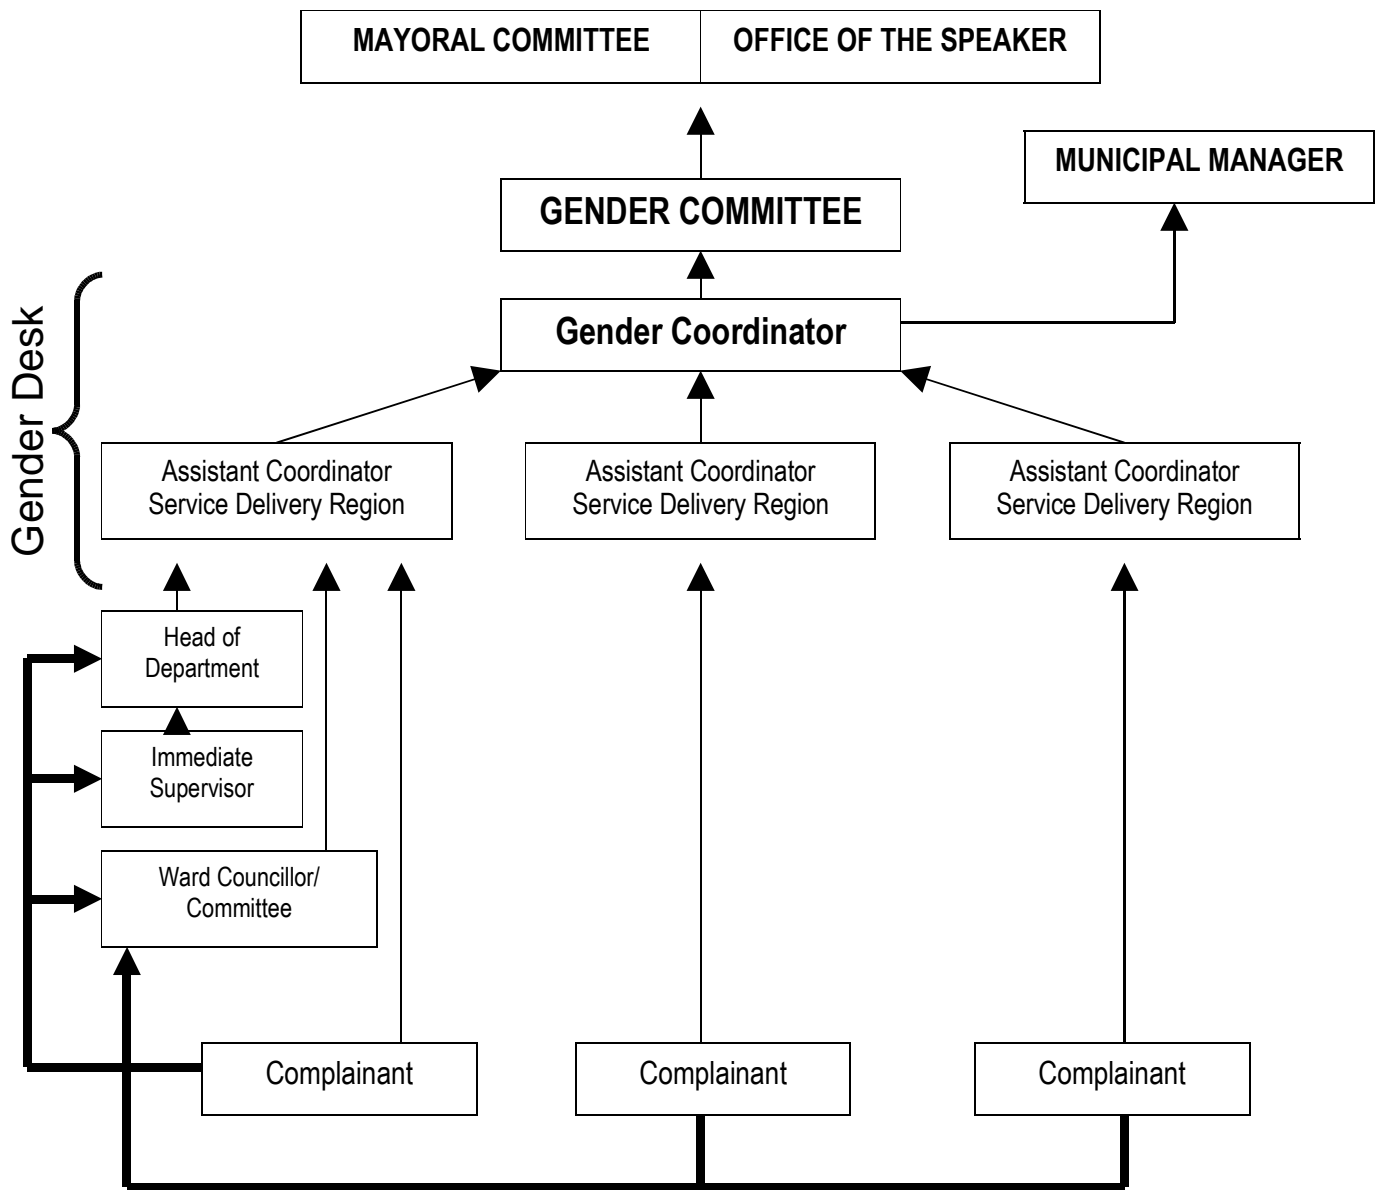 MAYORAL COMMITTEE
OFFICE OF THE SPEAKER
MUNICIPAL MANAGER
GENDER COMMITTEE
Gender Coordinator
Gender Desk
Assistant Coordinator
Service Delivery Region
Assistant Coordinator
Service Delivery Region
Assistant Coordinator
Service Delivery Region
Head of
Department
Immediate
Supervisor
Ward Councillor/
Committee
Complainant
Complainant
Complainant